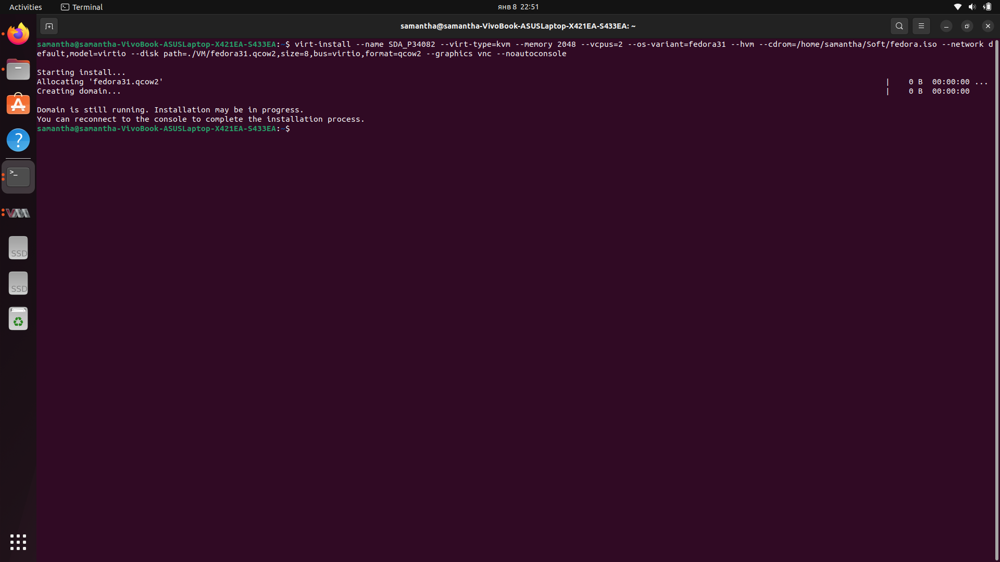 Activities
Terminal
янв 8 22:51
samantha@samantha-VivoBook-ASUSLaptop-X421EA-S433EA: ~
samantha@samantha-VivoBook-ASUSLaptop-X421EA-S433EA:~$ virt-install --name SDA_P34082 --virt-type=kvm --memory 2048 --vcpus=2 --os-variant=fedora31 --hvm --cdrom=/home/samantha/Soft/fedora.iso --network d
efault,model=virtio --disk path=./VM/fedora31.qcow2,size=8,bus=virtio,format=qcow2 --graphics vnc --noautoconsole
Starting install...
Allocating 'fedora31.qcow2' | 0 B 00:00:00 ...
Creating domain... | 0 B 00:00:00
Domain is still running. Installation may be in progress.
You can reconnect to the console to complete the installation process.
samantha@samantha-VivoBook-ASUSLaptop-X421EA-S433EA:~$
SSD
SSD